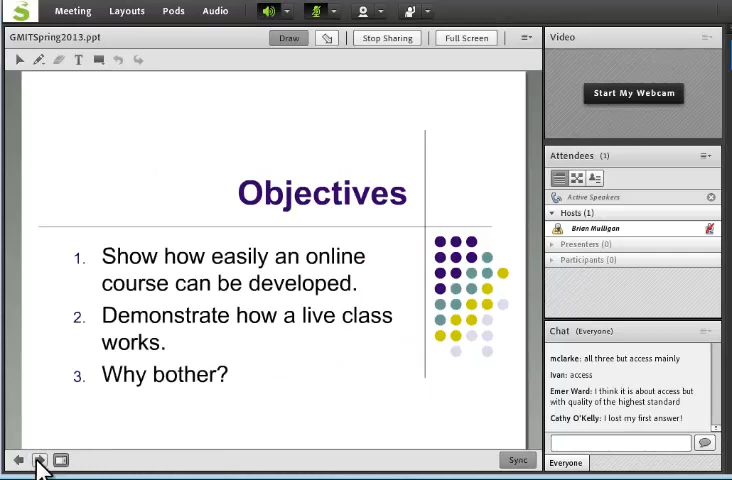 Meeting Layouts Pods Audio
GMITSpring2013.ppt Draw Stop Sharing Full Screen
Objectives
1. Show how easily an online
course can be developed.
2. Demonstrate how a live class
works.
3. Why bother?
Sync
Video
Start My Webcam
Attendees (1)
Active Speakers
Hosts (1)
Brian Mulligan
Presenters (0)
Participants (0)
Chat (Everyone)
mclarke: all three but access mainly
Ivan: access
Emer Ward: I think it is about access but
with quality of the highest standard
Cathy O'Kelly: I lost my first answer!
Everyone